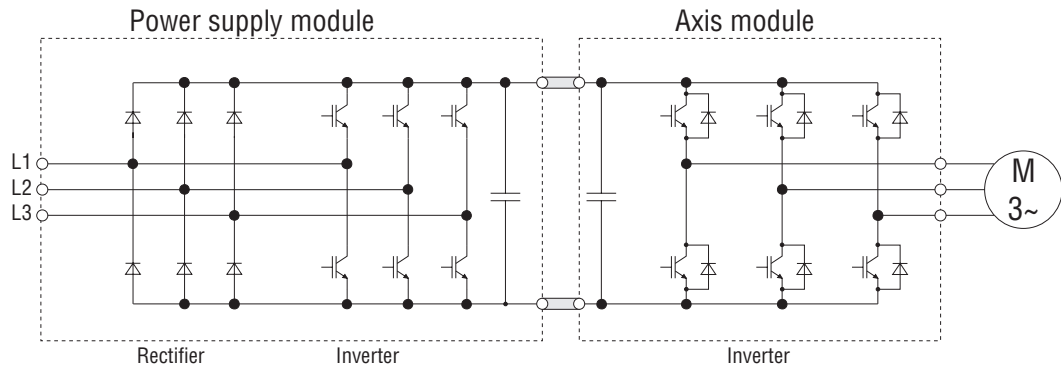 Power supply module
Axis module
L1
L2
L3
M
3~
Rectifier
Inverter
Inverter